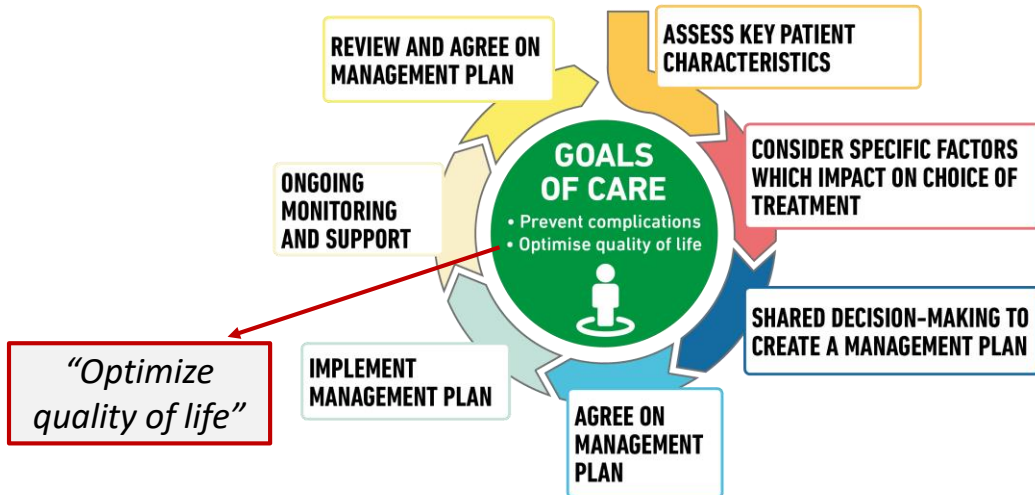 REVIEW AND AGREE ON
MANAGEMENT PLAN
ASSESS KEY PATIENT
CHARACTERISTICS
CONSIDER SPECIFIC FACTORS
WHICH IMPACT ON CHOICE OF
TREATMENT
GOALS
OF CARE
• Prevent complications
• Optimise quality of life
ONGOING
MONITORING
AND SUPPORT
SHARED DECISION-MAKING TO
CREATE A MANAGEMENT PLAN
"Optimize
quality of life"
IMPLEMENT
MANAGEMENT PLAN
AGREE ON
MANAGEMENT
PLAN